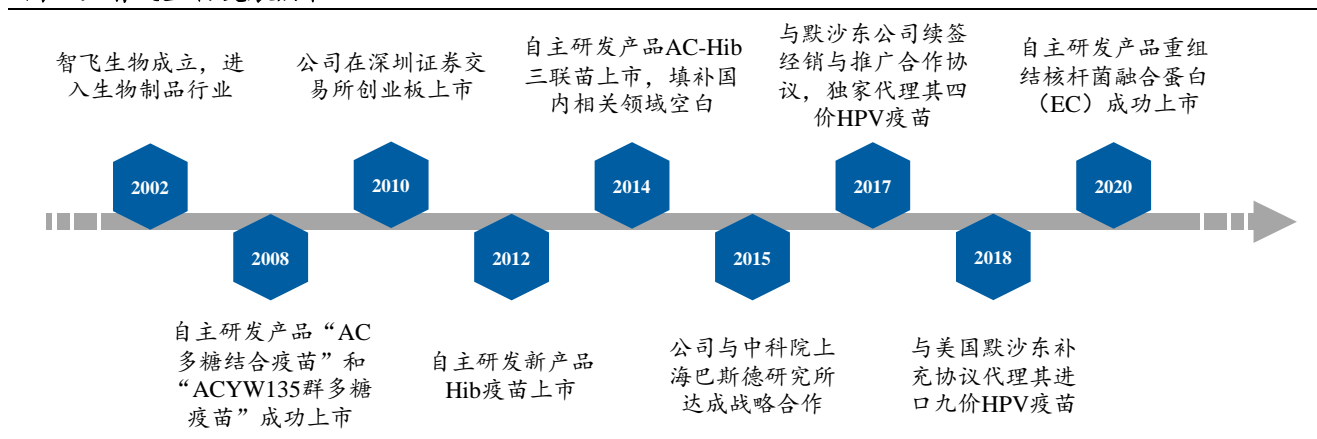 智飞生物成立，进
入生物制品行业
公司在深圳证券交
易所创业板上市
自主研发产品AC-Hib
三联苗上市，填补国
内相关领域空白
与默沙东公司续签
经销与推广合作协
议，独家代理其四
价HPV疫苗
自主研发产品重组
结核杆菌融合蛋白
（EC）成功上市
2002
2010
2014
2017
2020
2008
2012
2015
2018
自主研发产品“AC
多糖结合疫苗”和
“ACYW135群多糖
疫苗”成功上市
自主研发新产品
Hib疫苗上市
公司与中科院上
海巴斯德研究所
达成战略合作
与美国默沙东补
充协议代理其进
口九价HPV疫苗